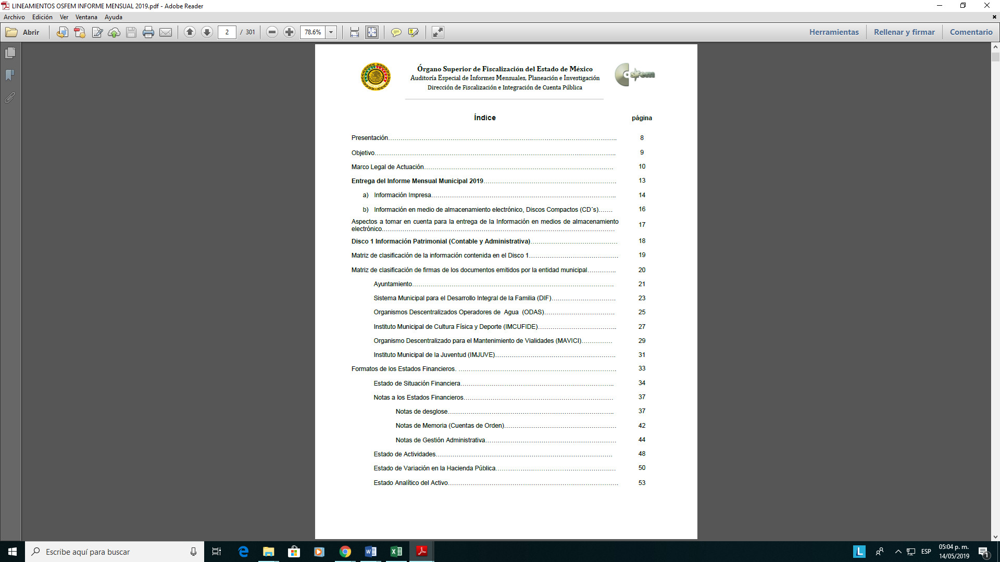 LINEAMIENTOS OSFEM INFORME MENSUAL 2019.pdf - Adobe Reader
Archivo Edición Ver Ventana Ayuda
Abrir 2 / 301 78.6% Herramientas Rellenar y firmar Comentario
Órgano Superior de Fiscalización del Estado de México
Auditoría Especial de Informes Mensuales, Planeación e Investigación
Dirección de Fiscalización e Integración de Cuenta Pública
osfem
Índice página
Presentación 8
Objetivo 9
Marco Legal de Actuación 10
Entrega del Informe Mensual Municipal 2019 13
a) Información Impresa 14
b) Información en medio de almacenamiento electrónico, Discos Compactos (CD´s) 16
Aspectos a tomar en cuenta para la entrega de la Información en medios de almacenamiento
electrónico 17
Disco 1 Información Patrimonial (Contable y Administrativa) 18
Matriz de clasificación de la información contenida en el Disco 1 19
Matriz de clasificación de firmas de los documentos emitidos por la entidad municipal 20
Ayuntamiento 21
Sistema Municipal para el Desarrollo Integral de la Familia (DIF) 23
Organismos Descentralizados Operadores de Agua (ODAS) 25
Instituto Municipal de Cultura Física y Deporte (IMCUFIDE) 27
Organismo Descentralizado para el Mantenimiento de Vialidades (MAVICI) 29
Instituto Municipal de la Juventud (IMJUVE) 31
Formatos de los Estados Financieros. 33
Estado de Situación Financiera 34
Notas a los Estados Financieros 37
Notas de desglose 37
Notas de Memoria (Cuentas de Orden) 42
Notas de Gestión Administrativa 44
Estado de Actividades 48
Estado de Variación en la Hacienda Pública 50
Estado Analítico del Activo 53
Escribe aquí para buscar
L ESP 05:04 p. m.
14/05/2019
1